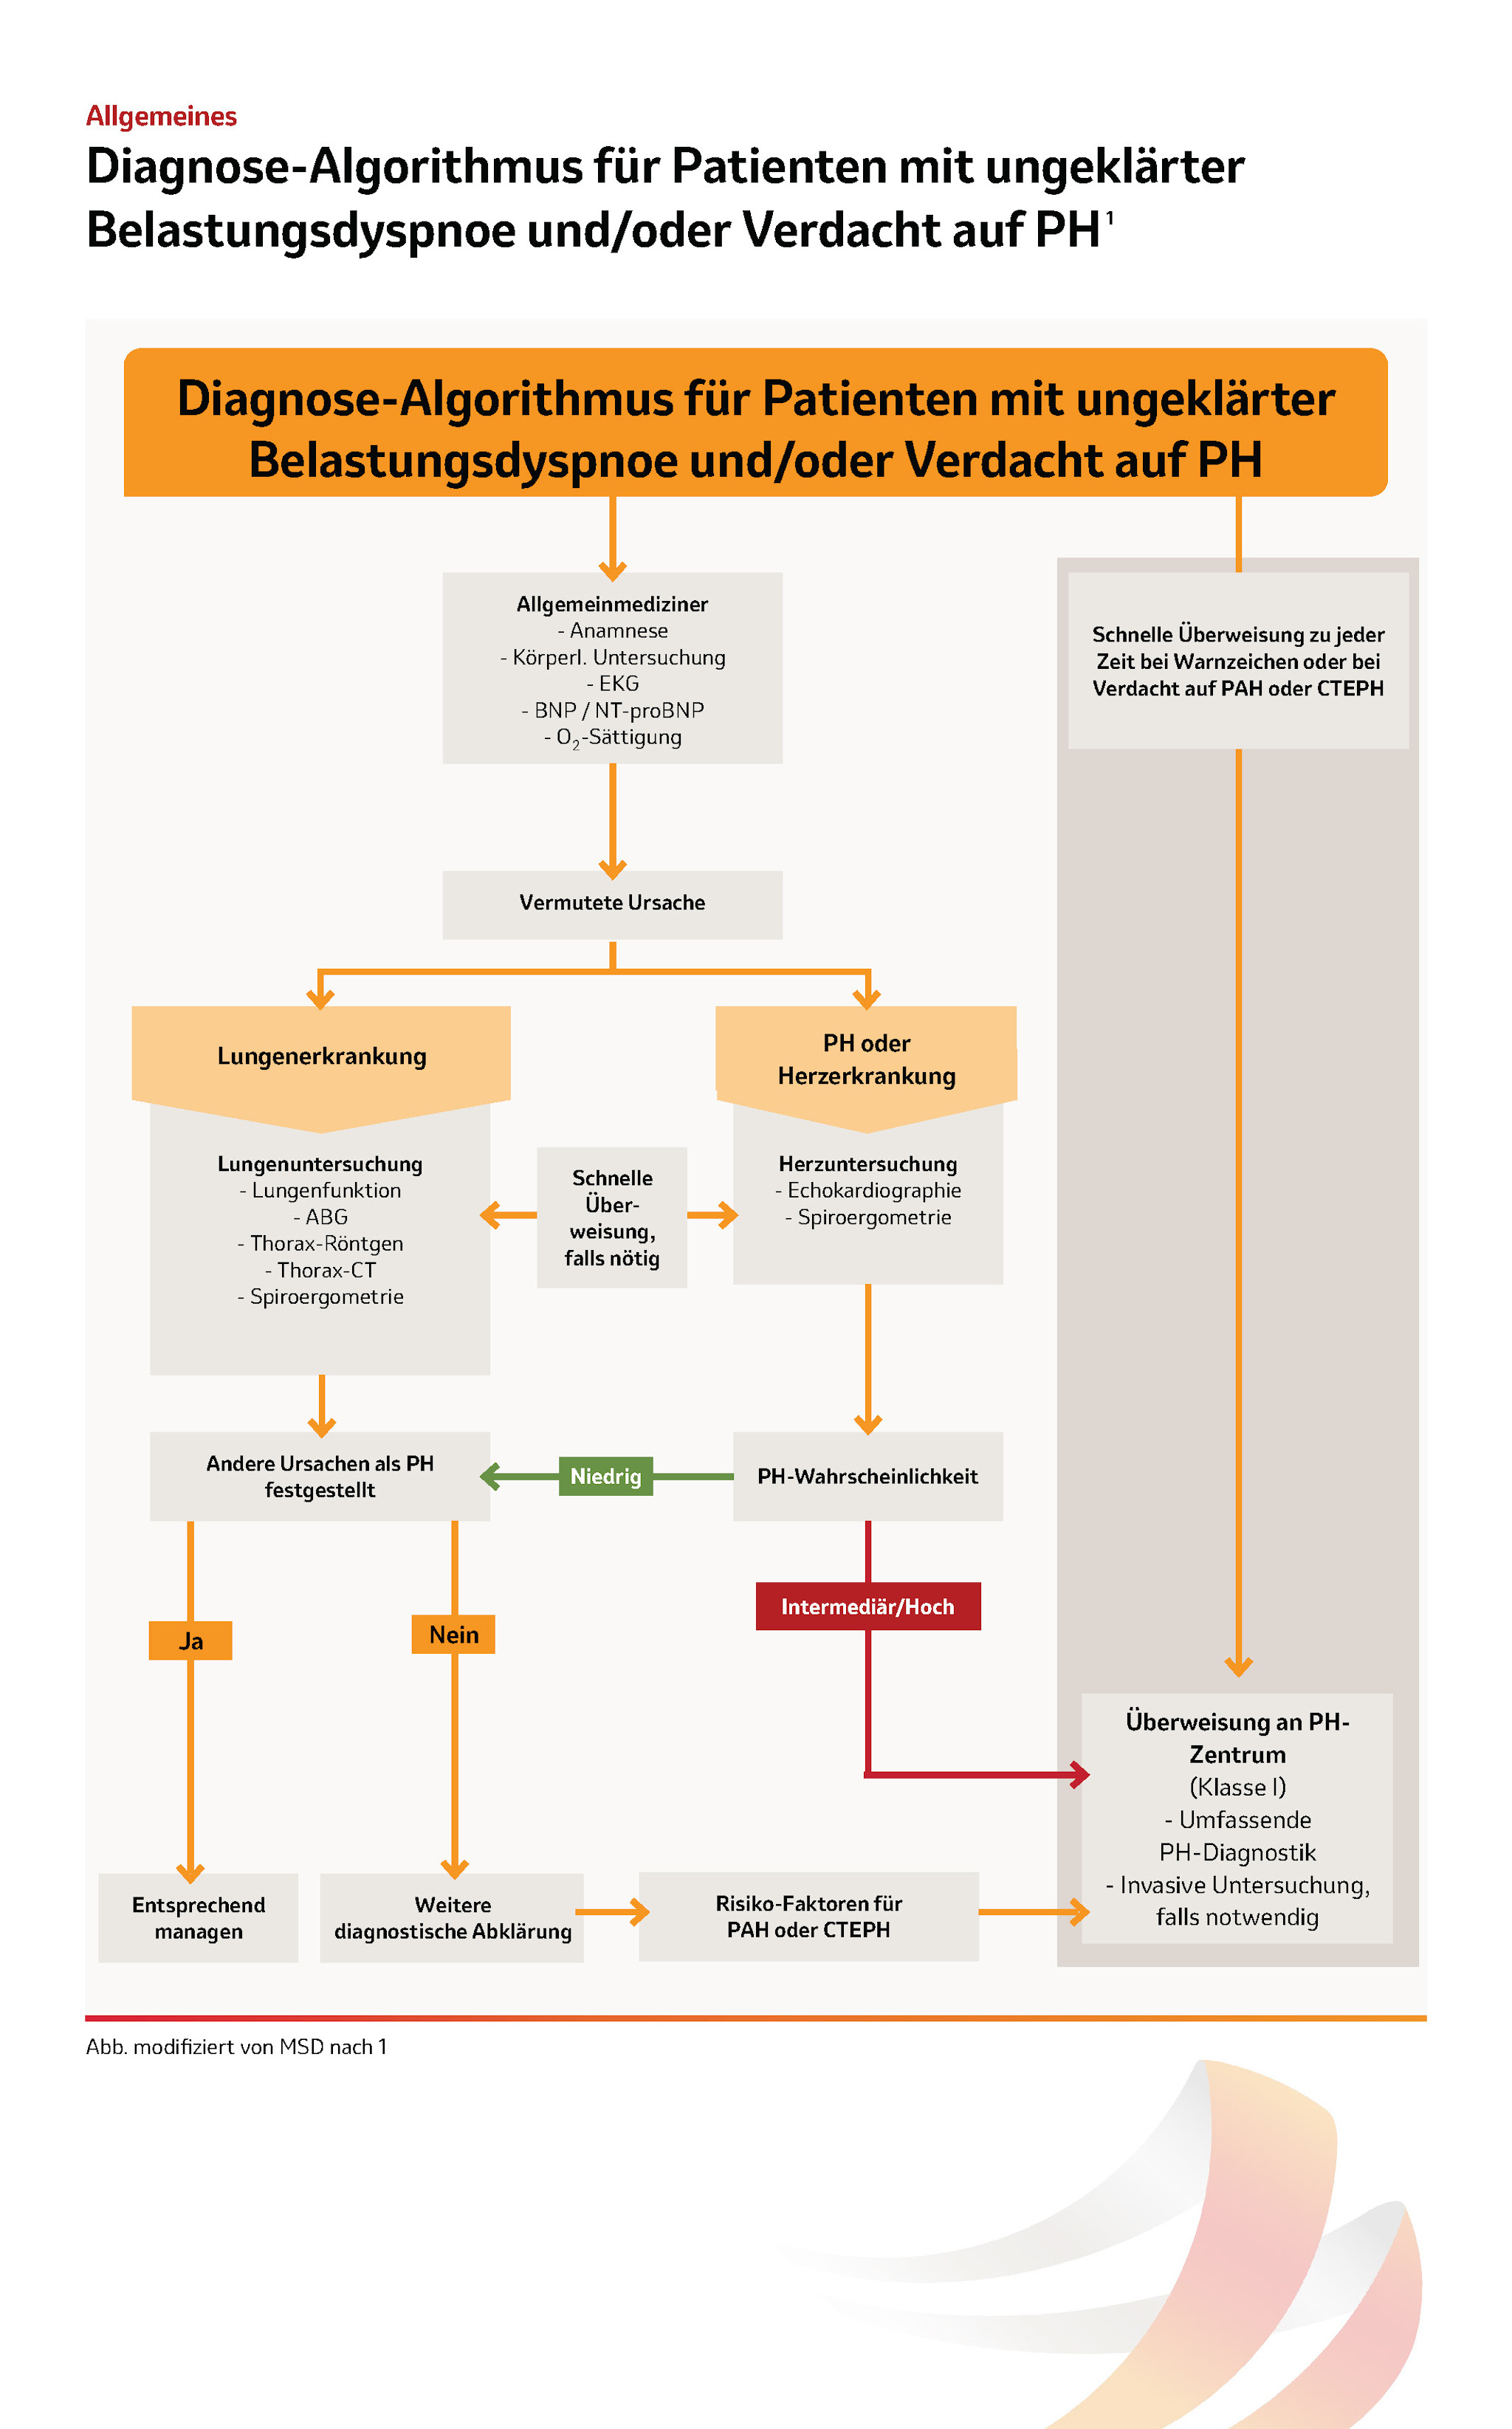 Allgemeines
Diagnose-Algorithmus für Patienten mit ungeklärter
Belastungsdyspnoe und/oder Verdacht auf PH¹
Diagnose-Algorithmus für Patienten mit ungeklärter
Belastungsdyspnoe und/oder Verdacht auf PH
Allgemeinmediziner
- Anamnese
- Körperl. Untersuchung
- EKG
- BNP / NT-proBNP
- O₂-Sättigung
Schnelle Überweisung zu jeder
Zeit bei Warnzeichen oder bei
Verdacht auf PAH oder CTEPH
Vermutete Ursache
Lungenerkrankung
PH oder
Herzerkrankung
Lungenuntersuchung
- Lungenfunktion
- ABG
- Thorax-Röntgen
- Thorax-CT
- Spiroergometrie
Schnelle
Über-
weisung,
falls nötig
Herzuntersuchung
- Echokardiographie
- Spiroergometrie
Andere Ursachen als PH
festgestellt
Niedrig
PH-Wahrscheinlichkeit
Intermediär/Hoch
Ja
Nein
Überweisung an PH-
Zentrum
(Klasse I)
- Umfassende
PH-Diagnostik
- Invasive Untersuchung,
falls notwendig
Entsprechend
managen
Weitere
diagnostische Abklärung
Risiko-Faktoren für
PAH oder CTEPH
Abb. modifiziert von MSD nach 1